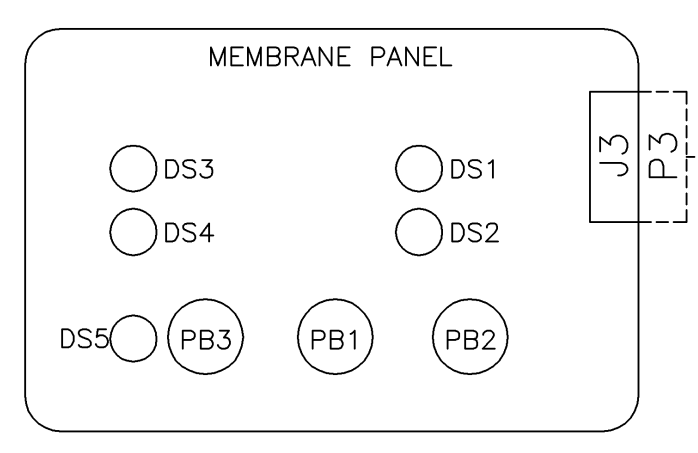 MEMBRANE PANEL
J3
P3
DS3
DS1
DS4
DS2
DS5
PB3
PB1
PB2